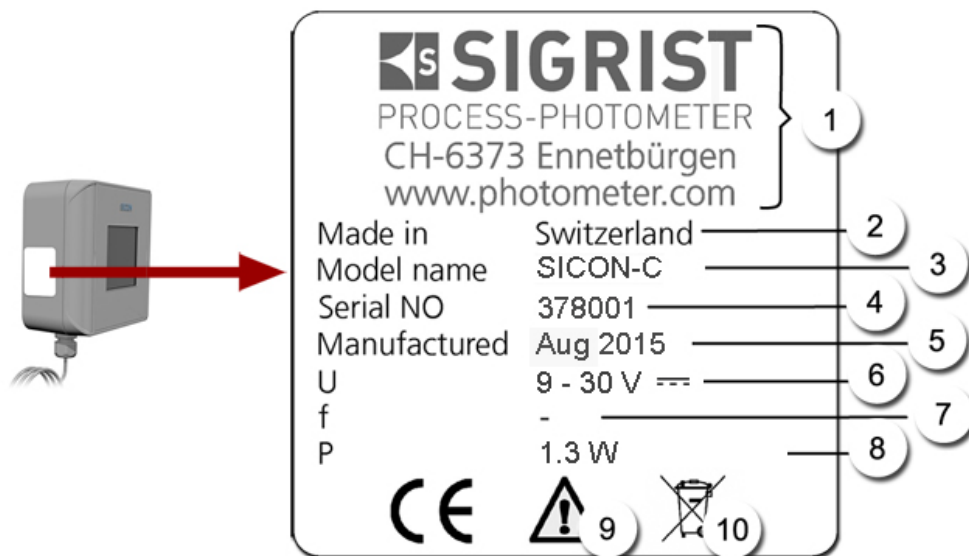 SIGRIST
PROCESS-PHOTOMETER
CH-6373 Ennetbürgen
www.photometer.com
1
Made in Switzerland 2
Model name SICON-C 3
Serial NO 378001 4
Manufactured Aug 2015 5
U 9 - 30 V 6
f - 7
P 1.3 W 8
CE 9 10